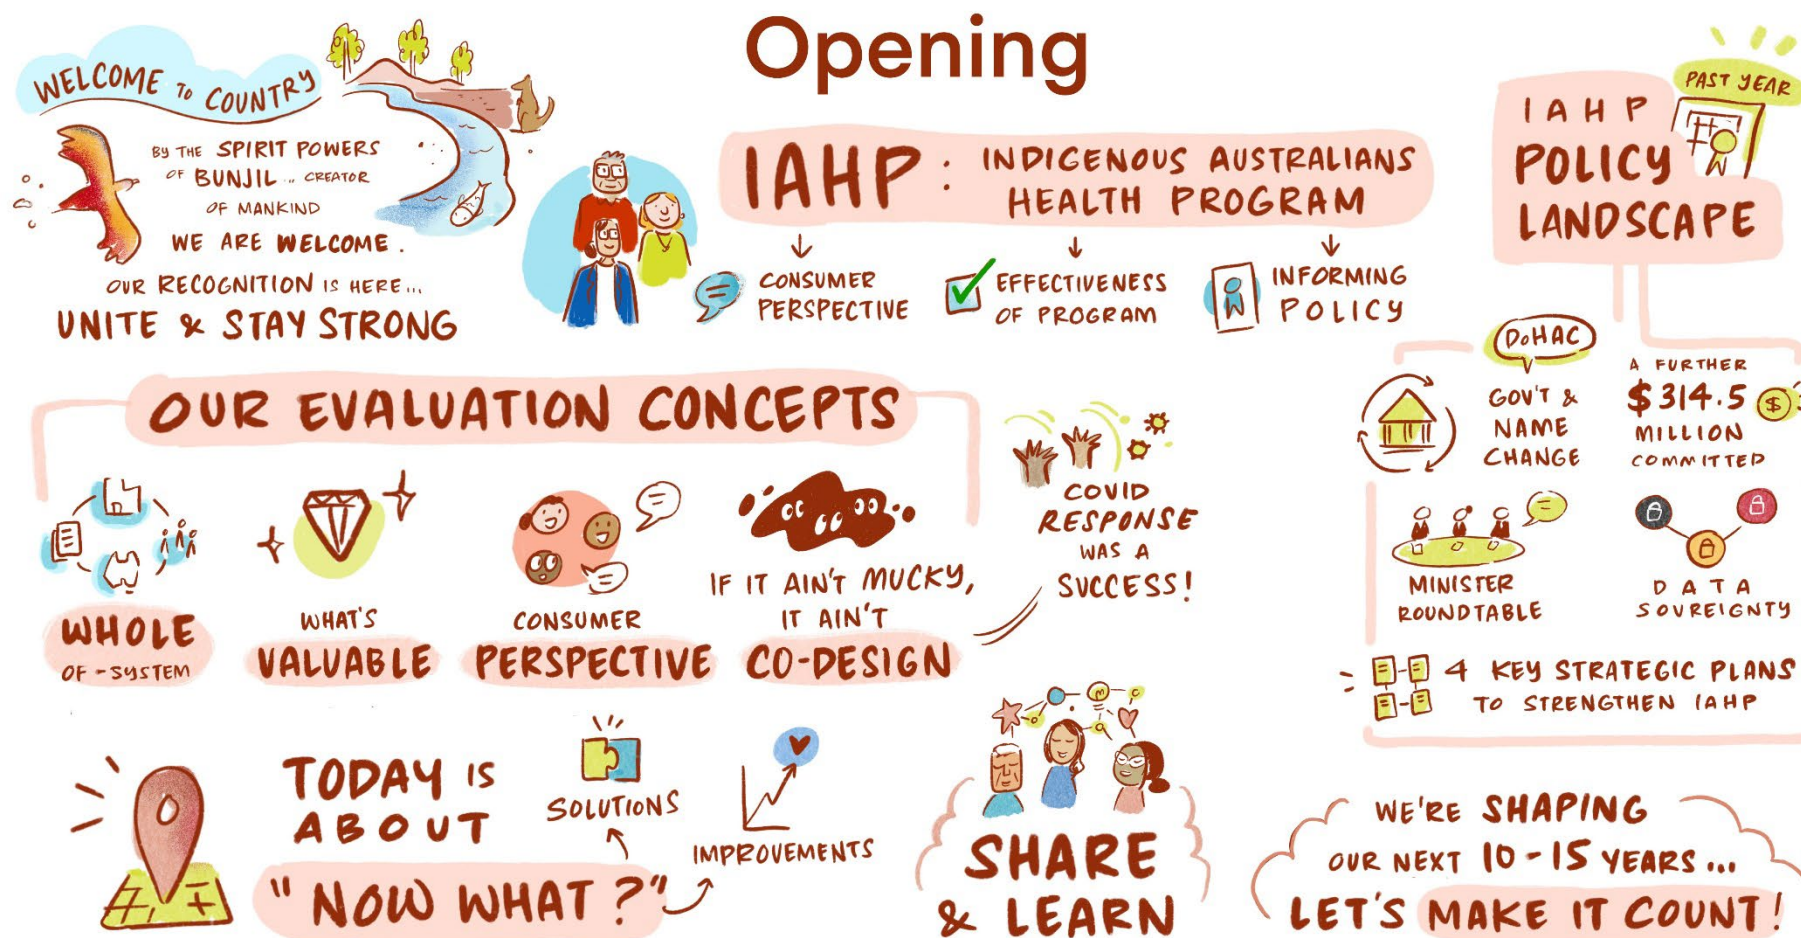 Opening
WELCOME TO COUNTRY
BY THE SPIRIT POWERS
OF BUNJIL... CREATOR
OF MANKIND
WE ARE WELCOME.
OUR RECOGNITION IS HERE...
UNITE & STAY STRONG
IAHP: INDIGENOUS AUSTRALIANS
HEALTH PROGRAM
CONSUMER
PERSPECTIVE
EFFECTIVENESS
OF PROGRAM
INFORMING
POLICY
PAST YEAR
IAHP
POLICY
LANDSCAPE
DoHAC
GOV'T &
NAME
CHANGE
A FURTHER
$314.5
MILLION
COMMITTED
$
MINISTER
ROUNDTABLE
DATA
SOVREIGNTY
4 KEY STRATEGIC PLANS
TO STRENGTHEN IAHP
OUR EVALUATION CONCEPTS
WHOLE
OF-SYSTEM
WHAT'S
VALUABLE
CONSUMER
PERSPECTIVE
IF IT AIN'T MUCKY,
IT AIN'T
CO-DESIGN
COVID
RESPONSE
WAS A
SUCCESS!
TODAY IS
ABOUT
"NOW WHAT?"
SOLUTIONS
IMPROVEMENTS
SHARE
& LEARN
WE'RE SHAPING
OUR NEXT 10-15 YEARS...
LET'S MAKE IT COUNT!